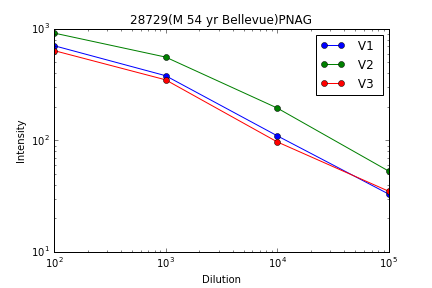 28729(M 54 yr Bellevue)PNAG
10³
10²
10¹
Intensity
V1
V2
V3
10² 10³ 10⁴ 10⁵
Dilution